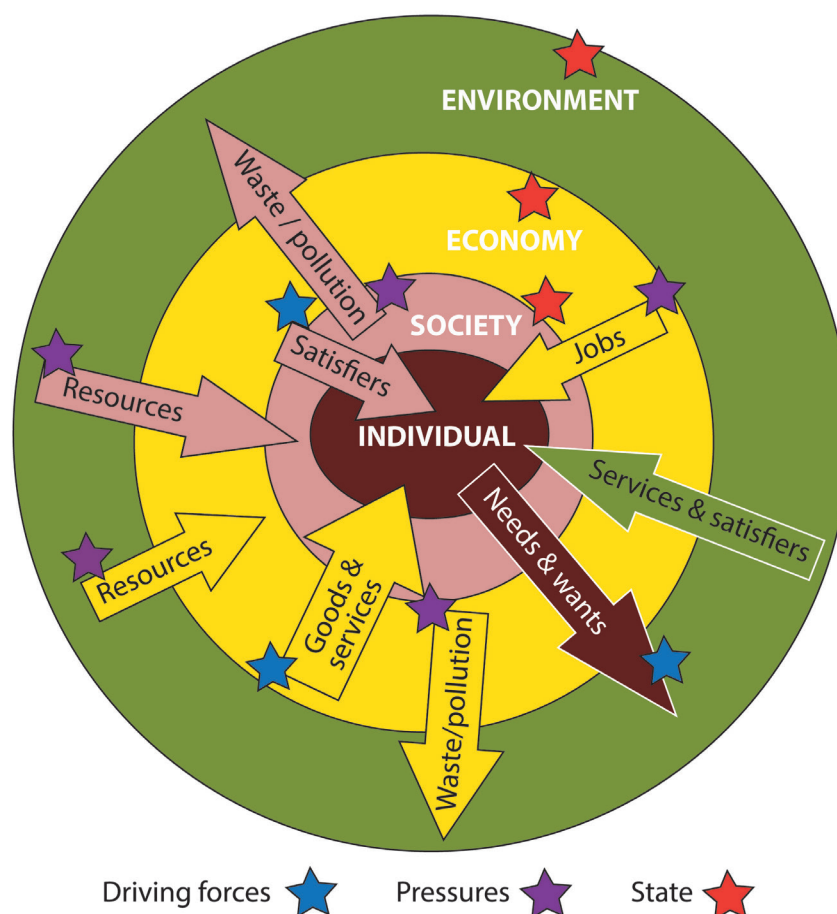 ENVIRONMENT
Waste / pollution
ECONOMY
SOCIETY
Jobs
Satisfiers
Resources
INDIVIDUAL
Services & satisfiers
Needs & wants
Resources
Goods &
services
Waste/pollution
Driving forces
Pressures
State